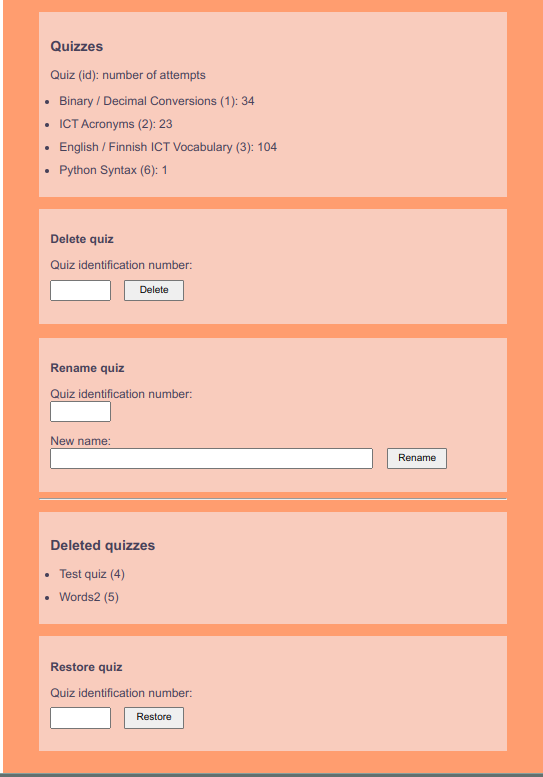 Quizzes
Quiz (id): number of attempts
Binary / Decimal Conversions (1): 34
ICT Acronyms (2): 23
English / Finnish ICT Vocabulary (3): 104
Python Syntax (6): 1
Delete quiz
Quiz identification number:
Delete
Rename quiz
Quiz identification number:
New name:
Rename
Deleted quizzes
Test quiz (4)
Words2 (5)
Restore quiz
Quiz identification number:
Restore